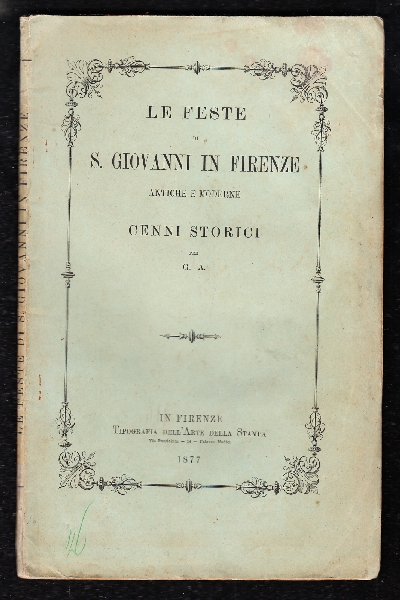 LE FESTE
DI
S. GIOVANNI IN FIRENZE
ANTICHE E MODERNE
CENNI STORICI
PER
G. A.
IN FIRENZE
TIPOGRAFIA DELL'ARTE DELLA STAMPA
1877
LE FESTE DI S. GIOVANNI IN FIRENZE